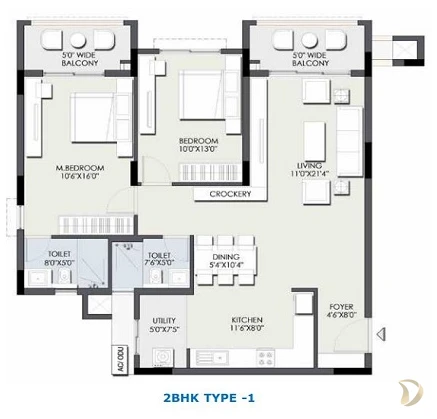 5'0" WIDE
BALCONY
5'0" WIDE
BALCONY
M.BEDROOM
10'6"X16'0"
BEDROOM
10'0"X13'0"
LIVING
11'0"X21'4"
CROCKERY
TOILET
8'0"X5'0"
TOILET
7'6"X5'0"
DINING
5'4"X10'4"
UTILITY
5'0"X7'5"
KITCHEN
11'6"X8'0"
FOYER
4'6"X8'0"
AC/ODU
2BHK TYPE -1